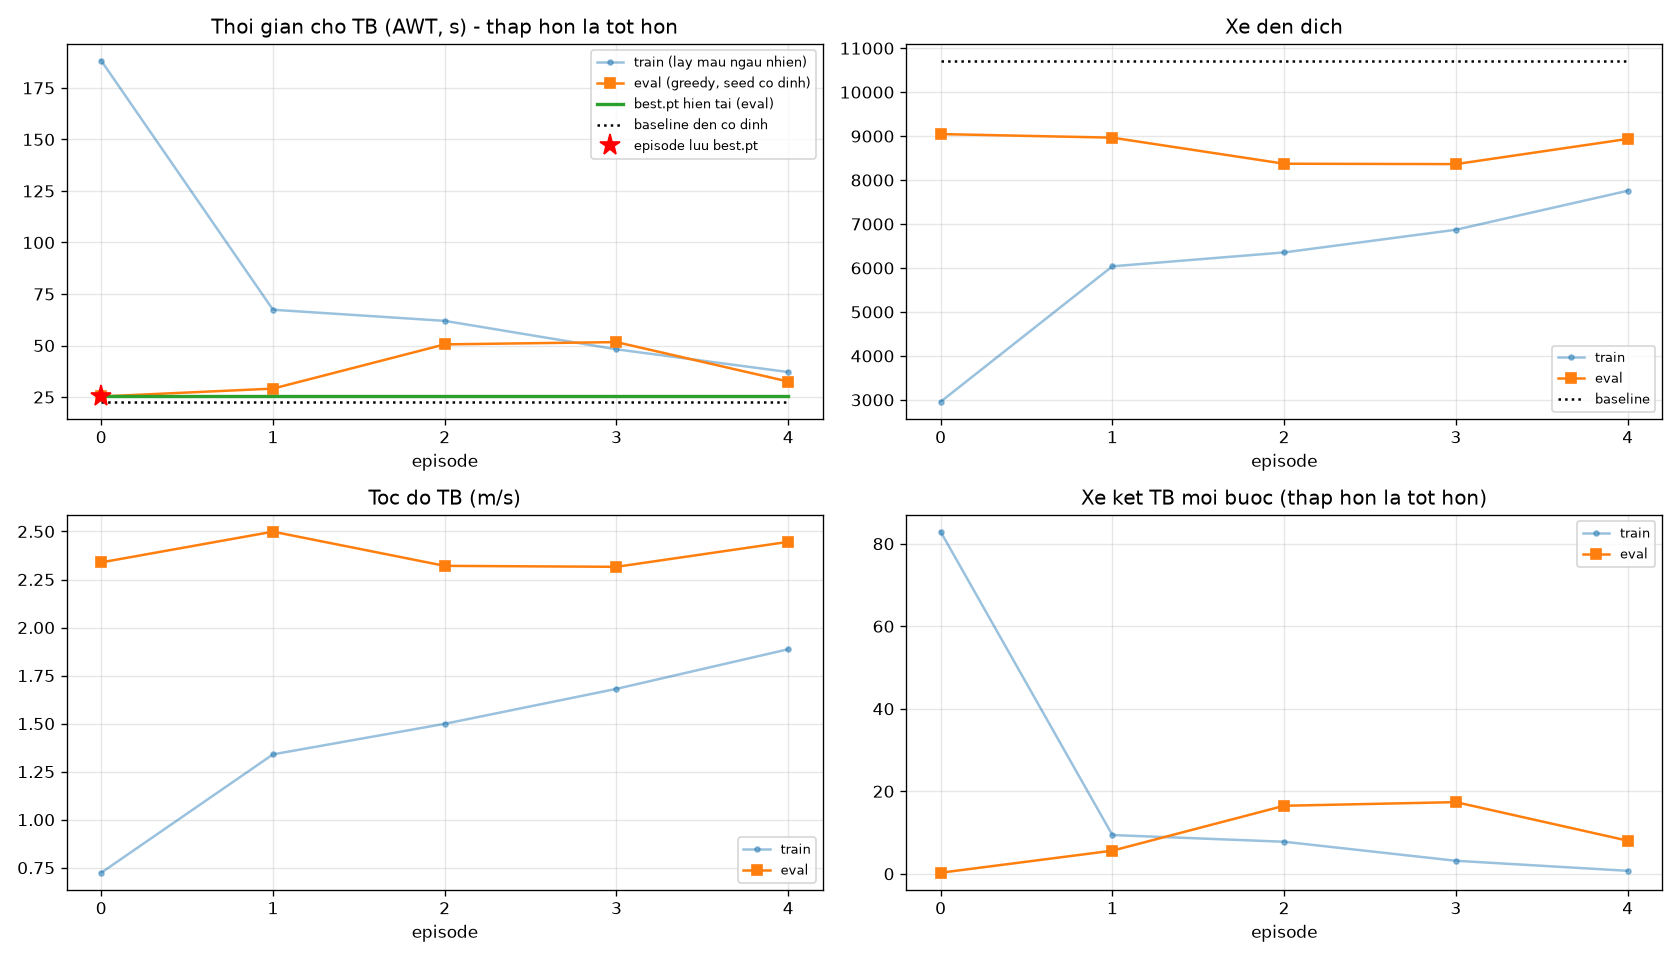 Thoi gian cho TB (AWT, s) - thap hon la tot hon
175
150
125
100
75
50
25
train (lay mau ngau nhien)
eval (greedy, seed co dinh)
best.pt hien tai (eval)
baseline den co dinh
episode luu best.pt
0 1 2 3 4
episode
Xe den dich
11000
10000
9000
8000
7000
6000
5000
4000
3000
train
eval
baseline
0 1 2 3 4
episode
Toc do TB (m/s)
2.50
2.25
2.00
1.75
1.50
1.25
1.00
0.75
train
eval
0 1 2 3 4
episode
Xe ket TB moi buoc (thap hon la tot hon)
80
60
40
20
0
train
eval
0 1 2 3 4
episode